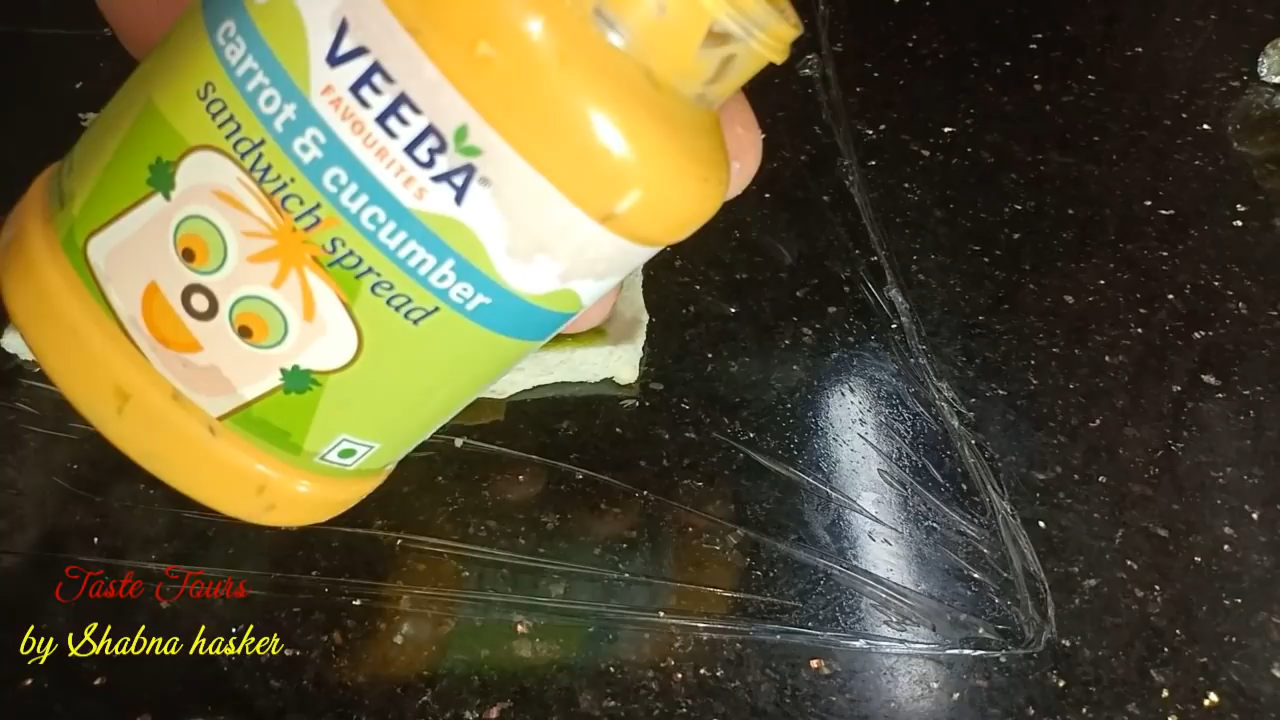 VEEBA
FAVOURITES
carrot & cucumber
sandwich spread
Taste Tours
by Shabna hasker